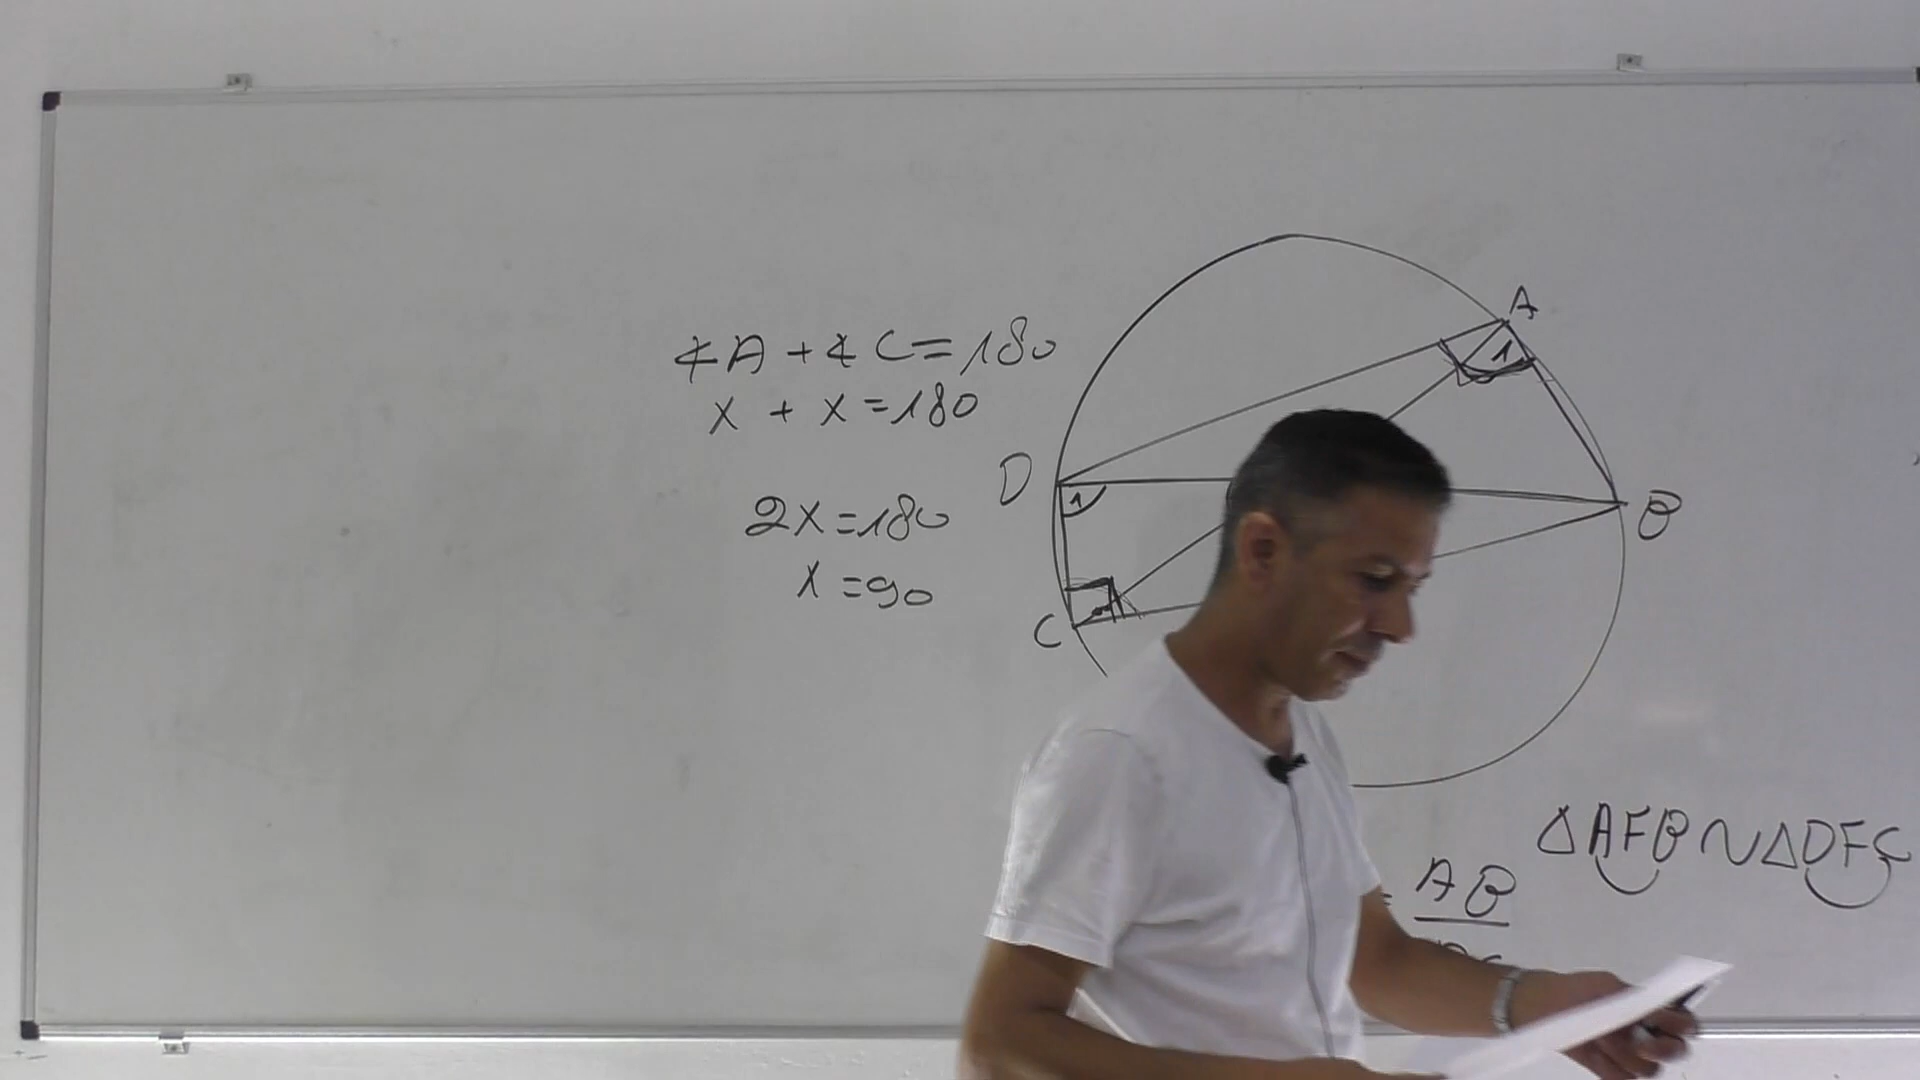 ∢A + ∢C = 180
x + x = 180
2x = 180
x = 90
A
1
D
1
B
C
ΔAFB ~ ΔDFC
= AB